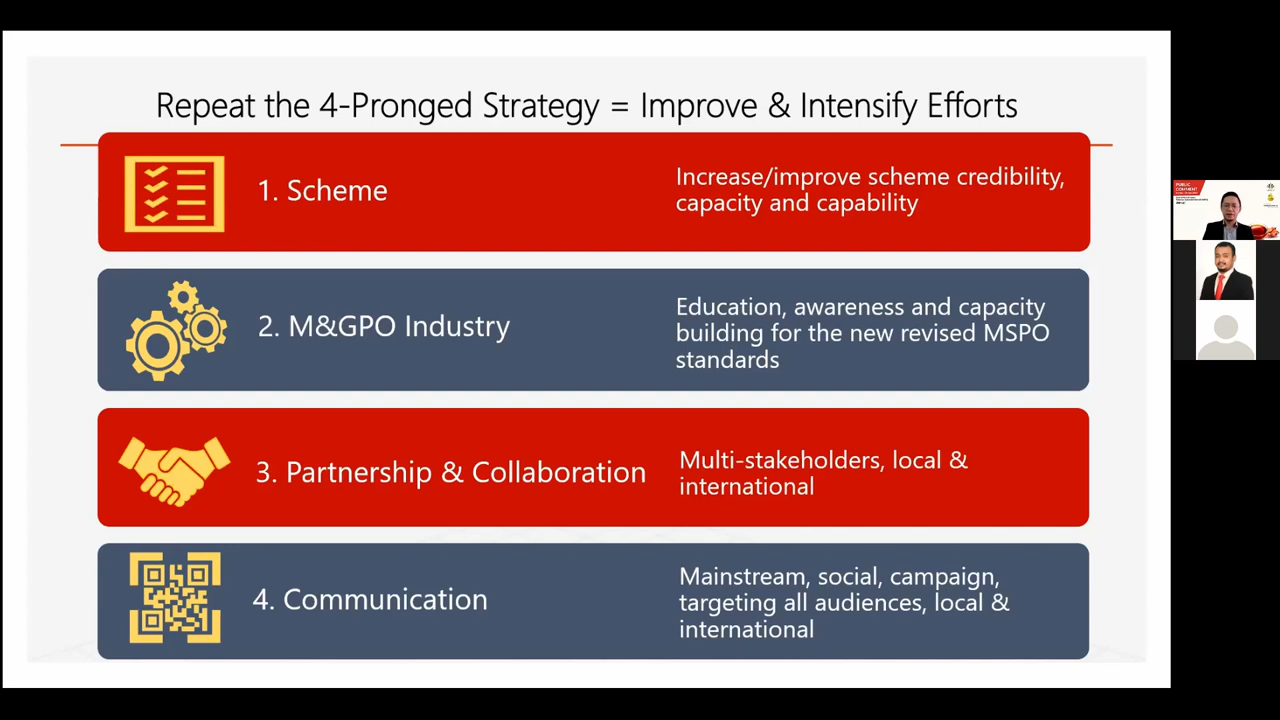 Repeat the 4-Pronged Strategy = Improve & Intensify Efforts
1. Scheme
Increase/improve scheme credibility,
capacity and capability
2. M&GPO Industry
Education, awareness and capacity
building for the new revised MSPO
standards
3. Partnership & Collaboration
Multi-stakeholders, local &
international
4. Communication
Mainstream, social, campaign,
targeting all audiences, local &
international
PUBLIC
COMMENT